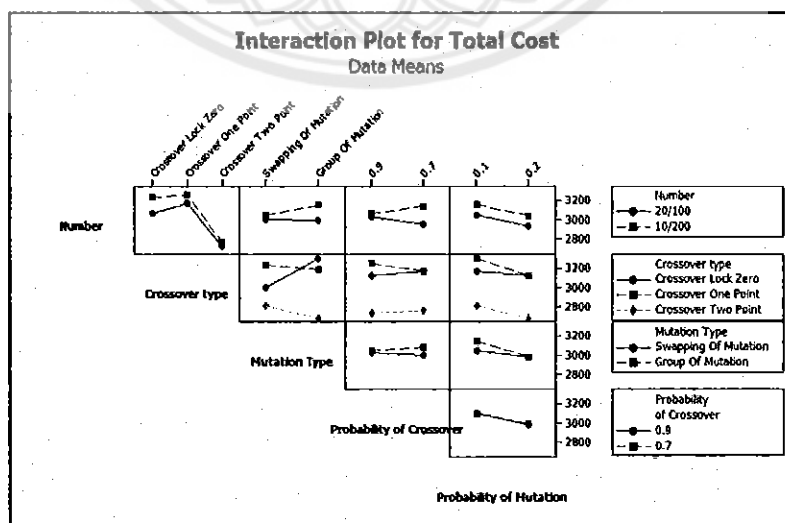 Interaction Plot for Total Cost
Data Means
Crossover Lock Zero
Crossover One Point
Crossover Two Point
Swapping Of Mutation
Group Of Mutation
0.9
0.7
0.1
0.2
Number
3200
3000
2800
Number
20/100
10/200
Crossover type
3200
3000
2800
Crossover type
Crossover Lock Zero
Crossover One Point
Crossover Two Point
Mutation Type
3200
3000
2800
Mutation Type
Swapping Of Mutation
Group Of Mutation
Probability of Crossover
3200
3000
2800
Probability
of Crossover
0.9
0.7
Probability of Mutation